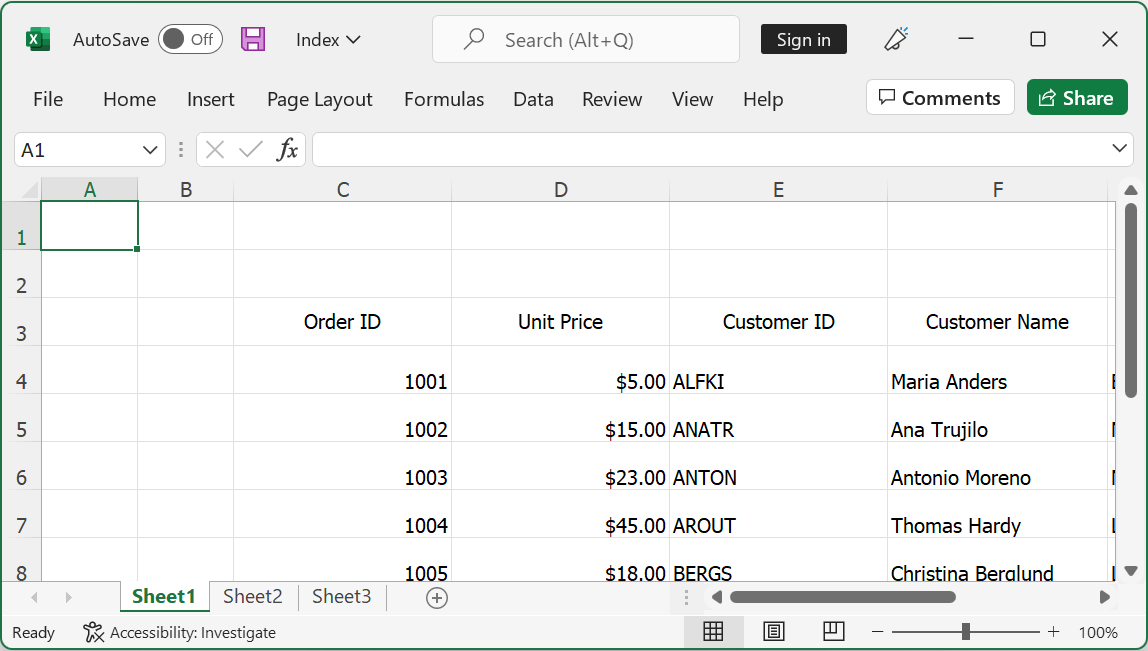 AutoSave Off Index Search (Alt+Q) Sign in
File Home Insert Page Layout Formulas Data Review View Help Comments Share
A1 fx
A B C D E F
1
2
3 Order ID Unit Price Customer ID Customer Name
4 1001 $5.00 ALFKI Maria Anders
5 1002 $15.00 ANATR Ana Trujilo
6 1003 $23.00 ANTON Antonio Moreno
7 1004 $45.00 AROUT Thomas Hardy
8 1005 $18.00 BERGS Christina Berglund
Sheet1 Sheet2 Sheet3
Ready Accessibility: Investigate 100%